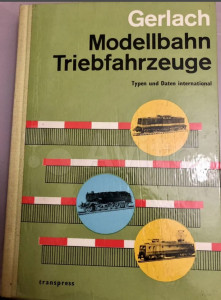 Gerlach
Modellbahn
Triebfahrzeuge
Typen und Daten international
transpress